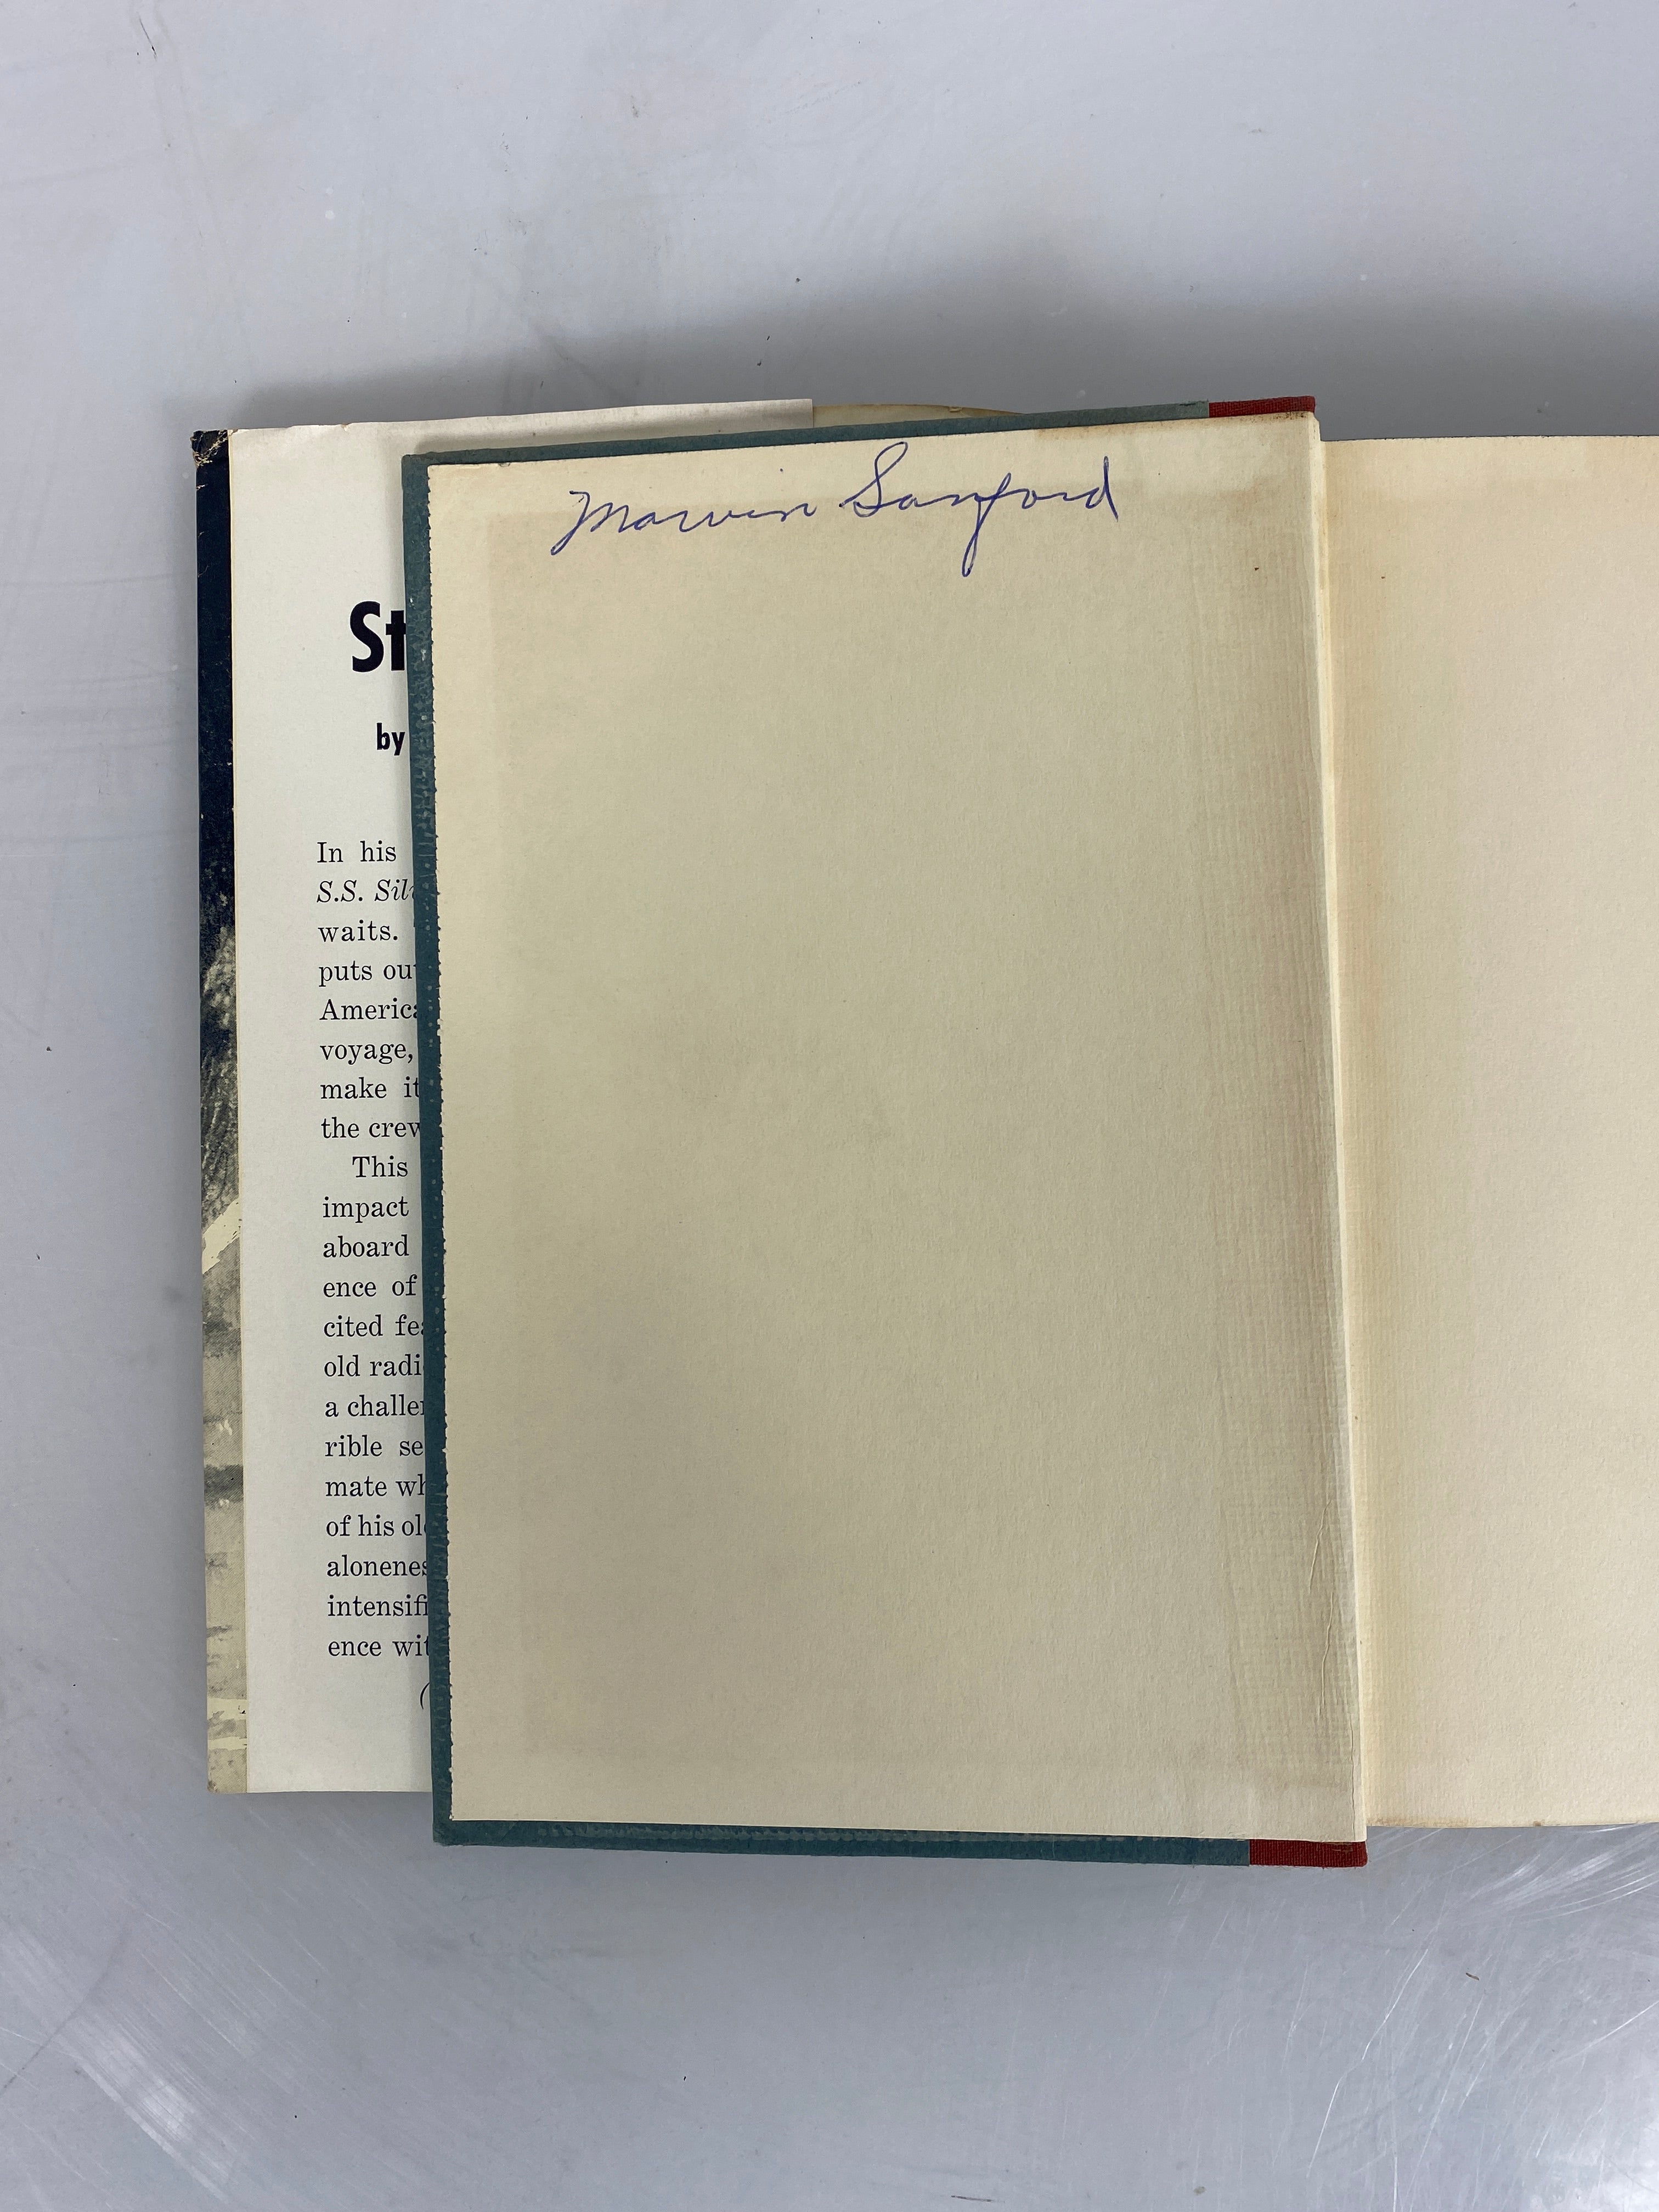 Marvin Sanford
St
by
In his
S.S. Sil
waits.
puts ou
Americ
voyage,
make it
the crew
This
impact
aboard
ence of
cited fe
old radi
a challe
rible se
mate wh
of his ol
alonenes
intensifi
ence wit